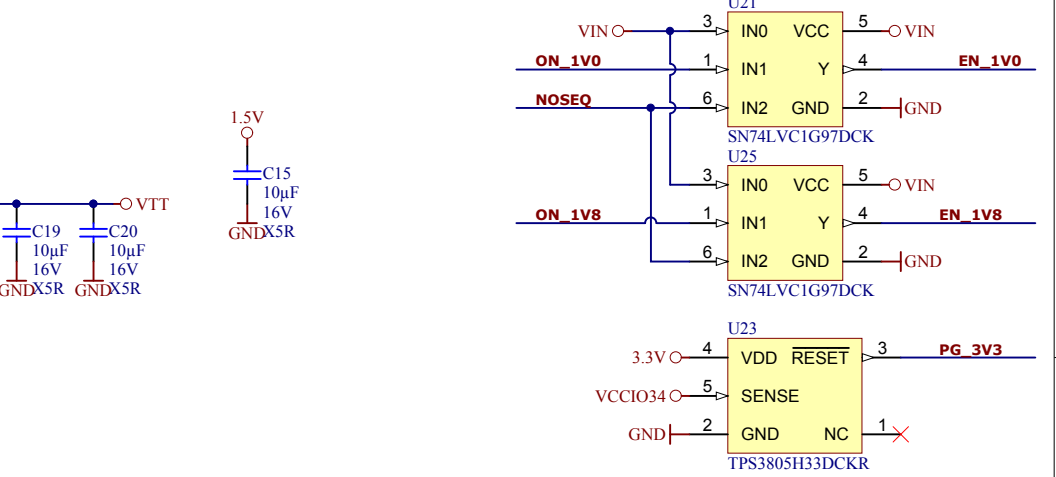 U21
VIN
3
IN0
VCC
5
VIN
ON_1V0
1
IN1
Y
4
EN_1V0
NOSEQ
6
IN2
GND
2
GND
SN74LVC1G97DCK
U25
3
IN0
VCC
5
VIN
ON_1V8
1
IN1
Y
4
EN_1V8
6
IN2
GND
2
GND
SN74LVC1G97DCK
1.5V
C15
10µF
16V
GND
X5R
VTT
C19
10µF
16V
GND
X5R
C20
10µF
16V
GND
X5R
U23
3.3V
4
VDD
RESET
3
PG_3V3
VCCIO34
5
SENSE
GND
2
GND
NC
1
TPS3805H33DCKR